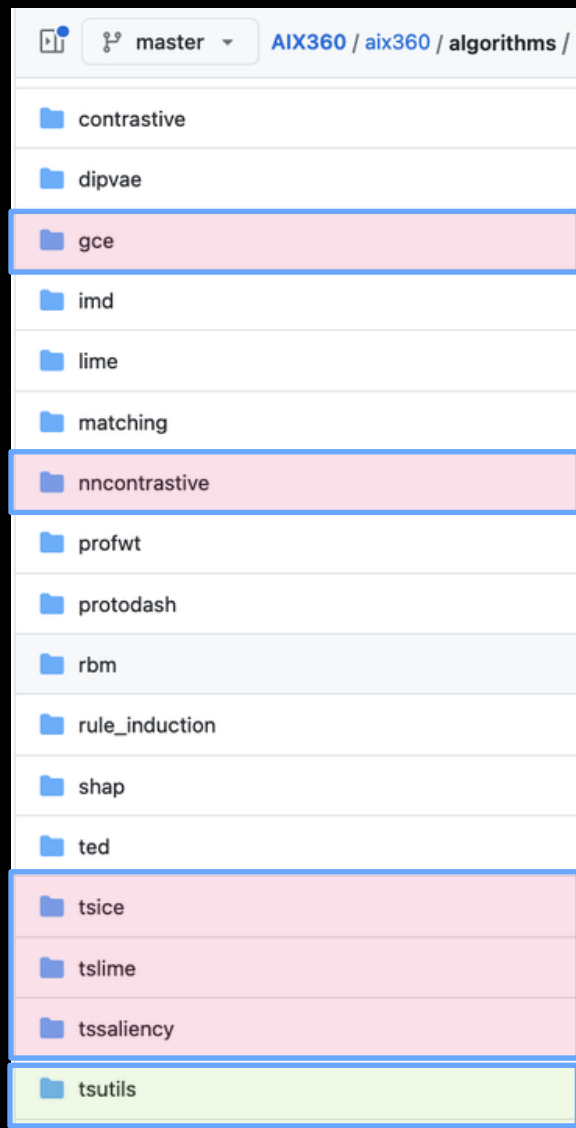 master AIX360 / aix360 / algorithms /
contrastive
dipvae
gce
imd
lime
matching
nncontrastive
profwt
protodash
rbm
rule_induction
shap
ted
tsice
tslime
tssaliency
tsutils